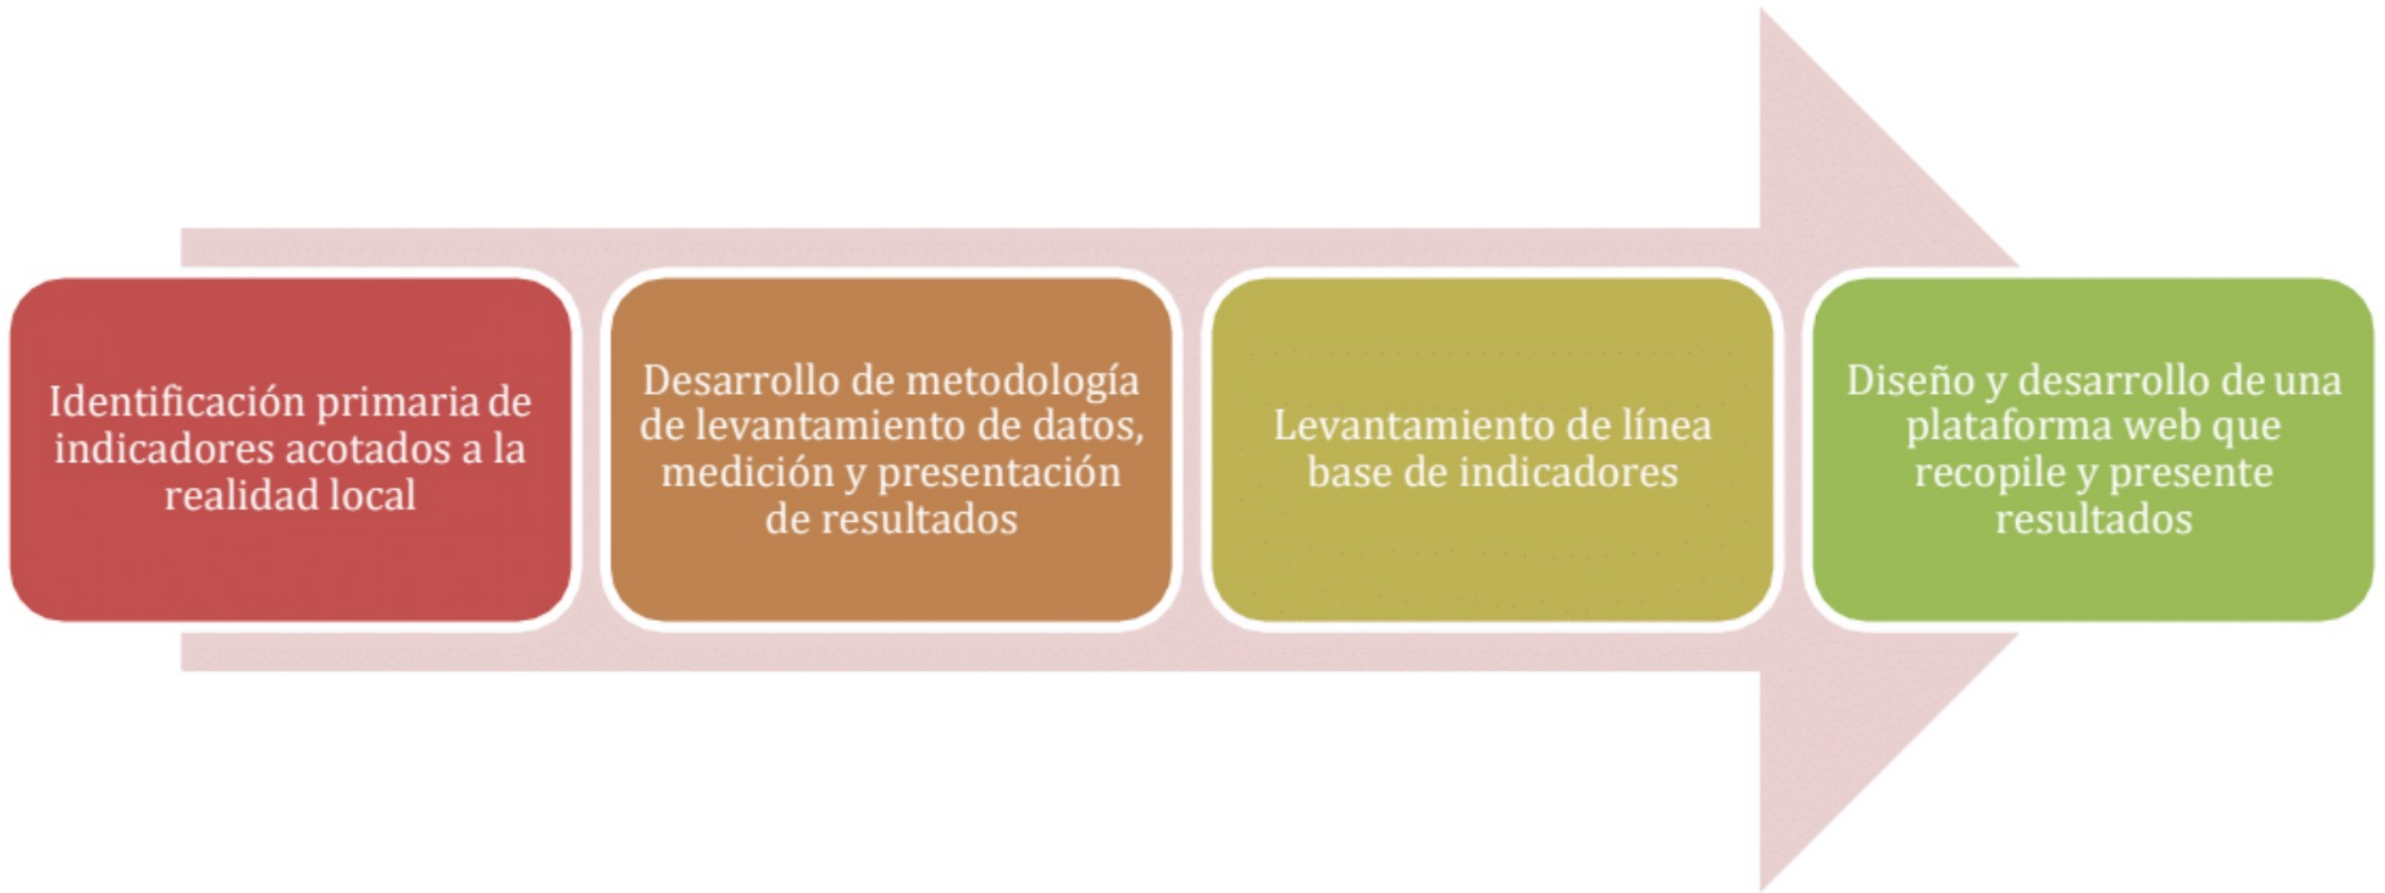 Identificación primaria de
indicadores acotados a la
realidad local
Desarrollo de metodología
de levantamiento de datos,
medición y presentación
de resultados
Levantamiento de línea
base de indicadores
Diseño y desarrollo de una
plataforma web que
recopile y presente
resultados